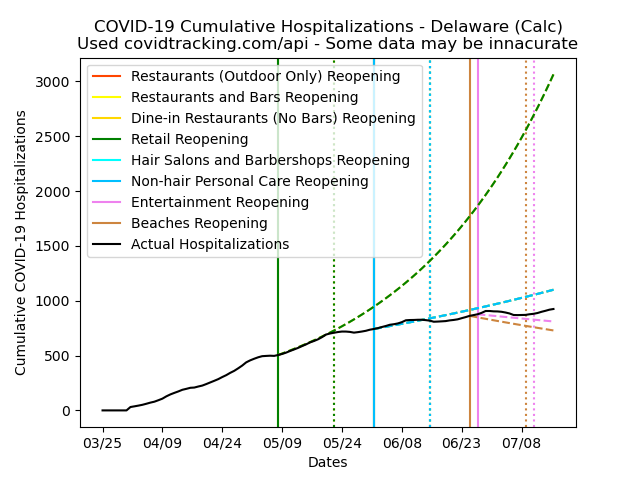 COVID-19 Cumulative Hospitalizations - Delaware (Calc)
Used covidtracking.com/api - Some data may be innacurate
Restaurants (Outdoor Only) Reopening
Restaurants and Bars Reopening
Dine-in Restaurants (No Bars) Reopening
Retail Reopening
Hair Salons and Barbershops Reopening
Non-hair Personal Care Reopening
Entertainment Reopening
Beaches Reopening
Actual Hospitalizations
Cumulative COVID-19 Hospitalizations
3000
2500
2000
1500
1000
500
0
03/25 04/09 04/24 05/09 05/24 06/08 06/23 07/08
Dates